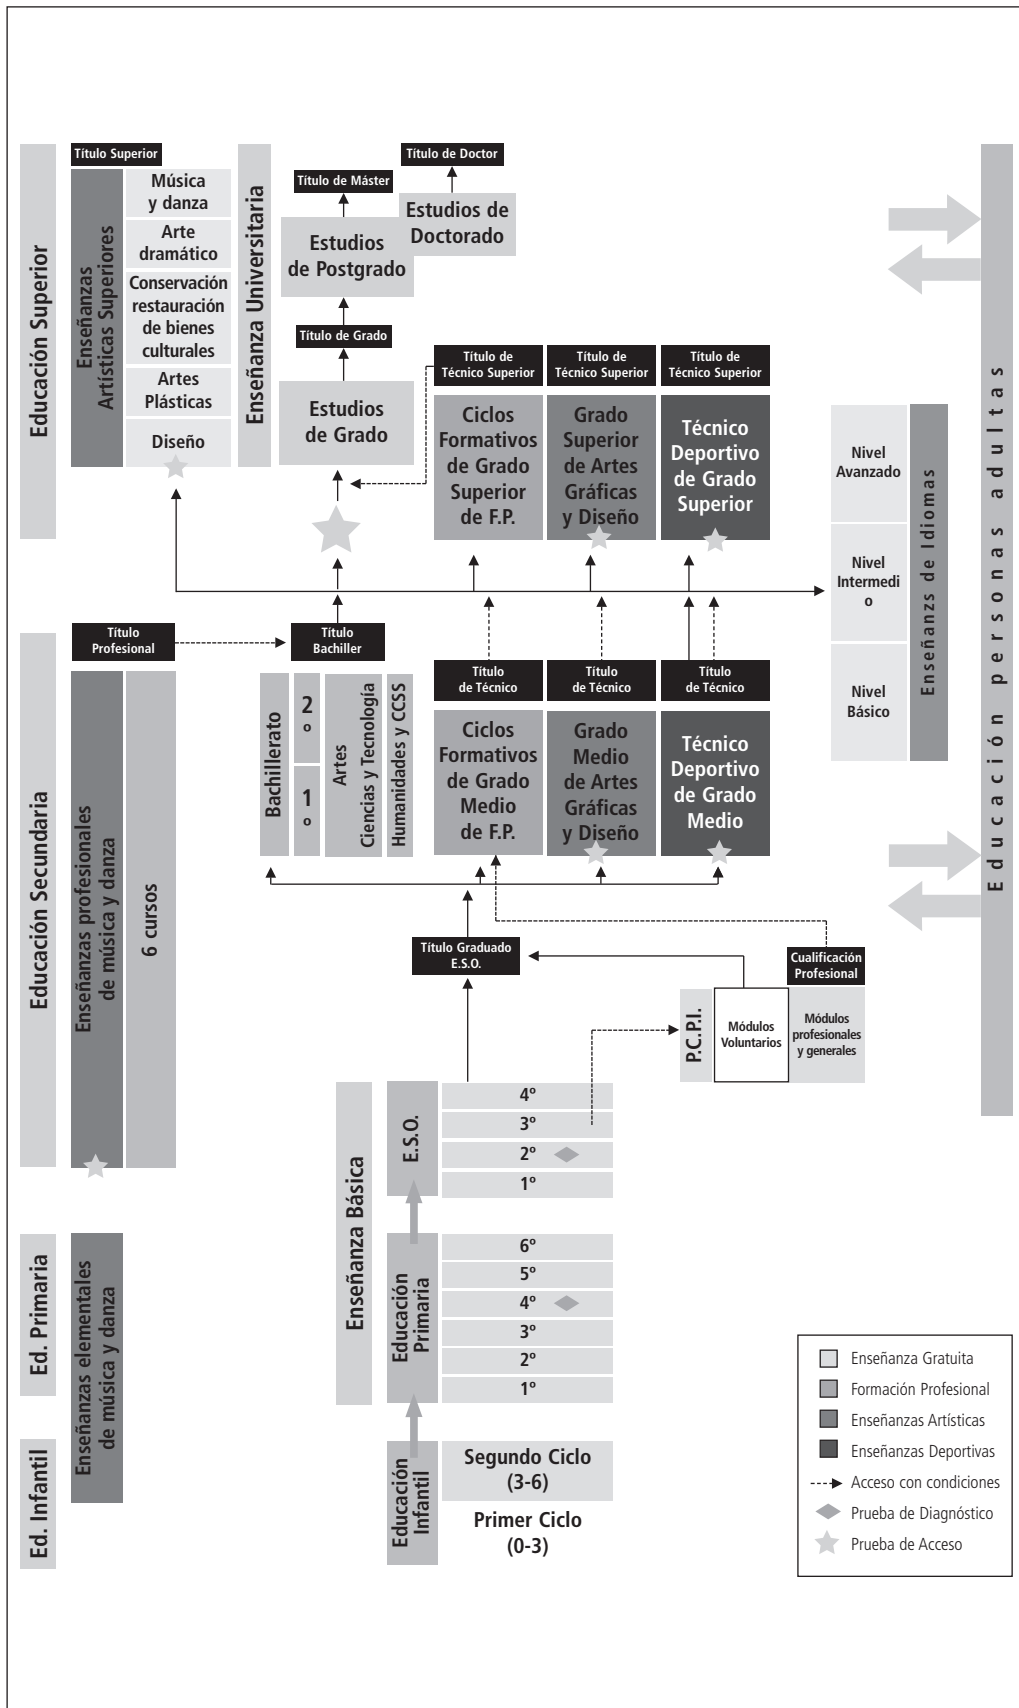 Educación Superior
Título Superior
Enseñanzas
Artísticas Superiores
Música
y danza
Arte
dramático
Conservación
restauración
de bienes
culturales
Artes
Plásticas
Diseño
Enseñanza Universitaria
Título de Máster
Título de Doctor
Estudios
de Postgrado
Estudios de
Doctorado
Título de Grado
Estudios
de Grado
Título de
Técnico Superior
Título de
Técnico Superior
Título de
Técnico Superior
Ciclos
Formativos
de Grado
Superior
de F.P.
Grado
Superior
de Artes
Gráficas
y Diseño
Técnico
Deportivo
de Grado
Superior
Nivel
Avanzado
Nivel
Intermedi
o
Nivel
Básico
Enseñanzs de Idiomas
Educación personas adultas
Educación Secundaria
Título
Profesional
Enseñanzas profesionales
de música y danza
6 cursos
Título
Bachiller
Bachillerato
2º
1º
Artes
Ciencias y Tecnología
Humanidades y CCSS
Título
de Técnico
Título
de Técnico
Título
de Técnico
Ciclos
Formativos
de Grado
Medio
de F.P.
Grado
Medio
de Artes
Gráficas
y Diseño
Técnico
Deportivo
de Grado
Medio
Título Graduado
E.S.O.
Cualificación
Profesional
P.C.P.I.
Módulos
Voluntarios
Módulos
profesionales
y generales
Enseñanza Básica
E.S.O.
4º
3º
2º
1º
Ed. Primaria
Enseñanzas elementales
de música y danza
Educación
Primaria
6º
5º
4º
3º
2º
1º
Ed. Infantil
Educación
Infantil
Segundo Ciclo
(3-6)
Primer Ciclo
(0-3)
Enseñanza Gratuita
Formación Profesional
Enseñanzas Artísticas
Enseñanzas Deportivas
Acceso con condiciones
Prueba de Diagnóstico
Prueba de Acceso